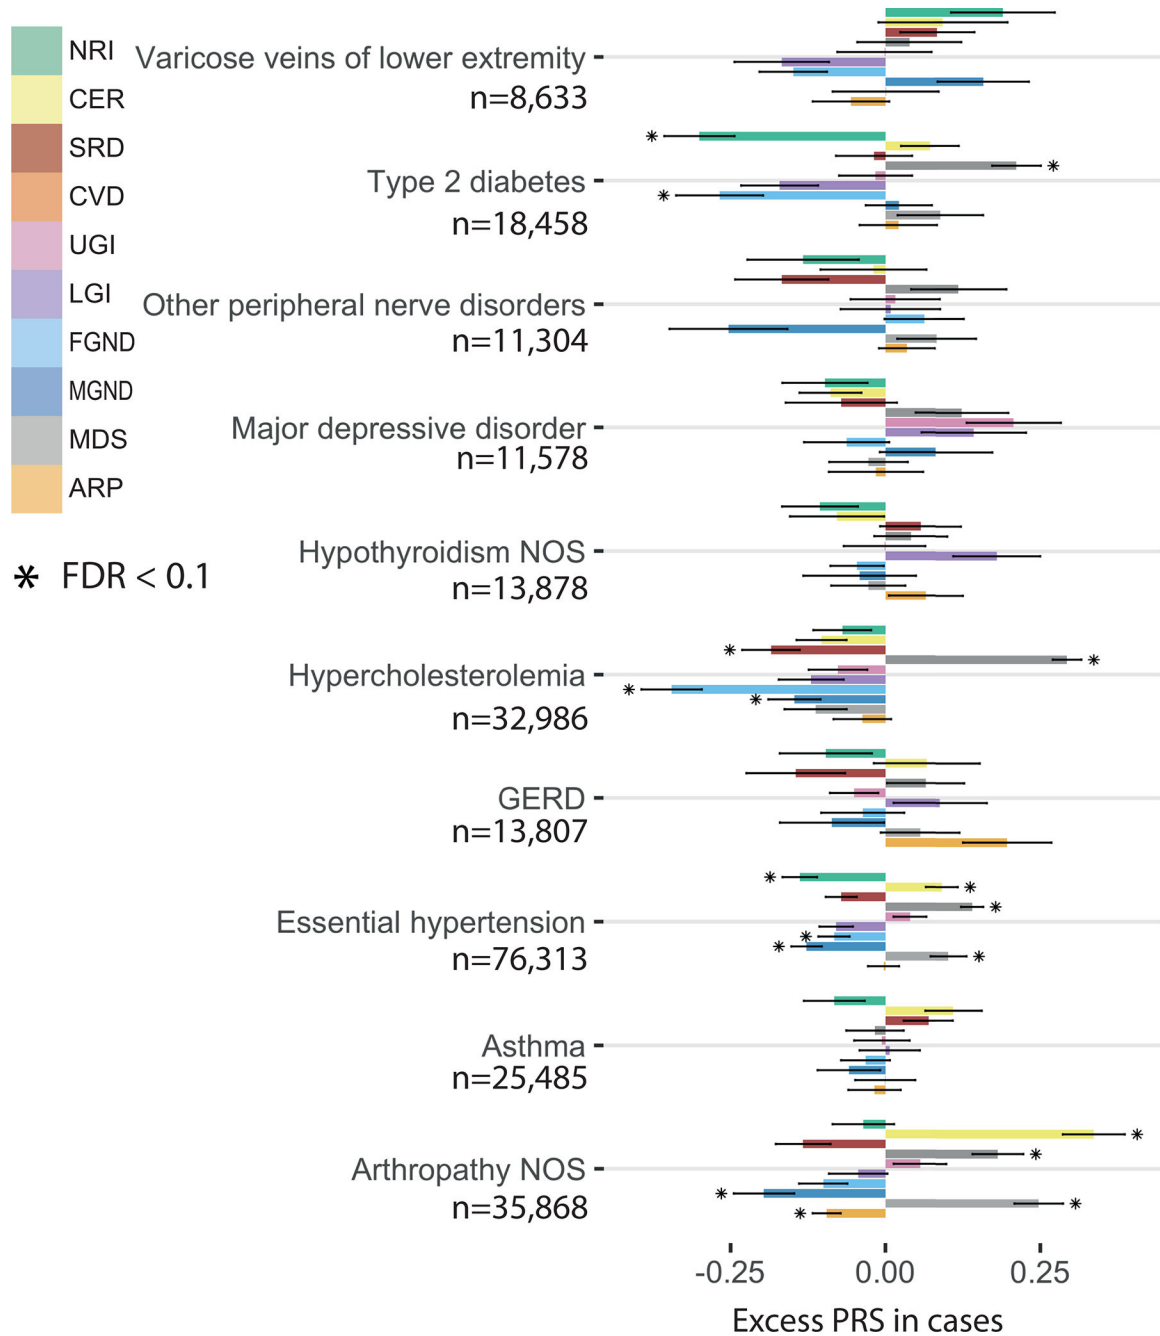 NRI
CER
SRD
CVD
UGI
LGI
FGND
MGND
MDS
ARP
* FDR < 0.1
Varicose veins of lower extremity
n=8,633
Type 2 diabetes
n=18,458
Other peripheral nerve disorders
n=11,304
Major depressive disorder
n=11,578
Hypothyroidism NOS
n=13,878
Hypercholesterolemia
n=32,986
GERD
n=13,807
Essential hypertension
n=76,313
Asthma
n=25,485
Arthropathy NOS
n=35,868
-0.25 0.00 0.25
Excess PRS in cases